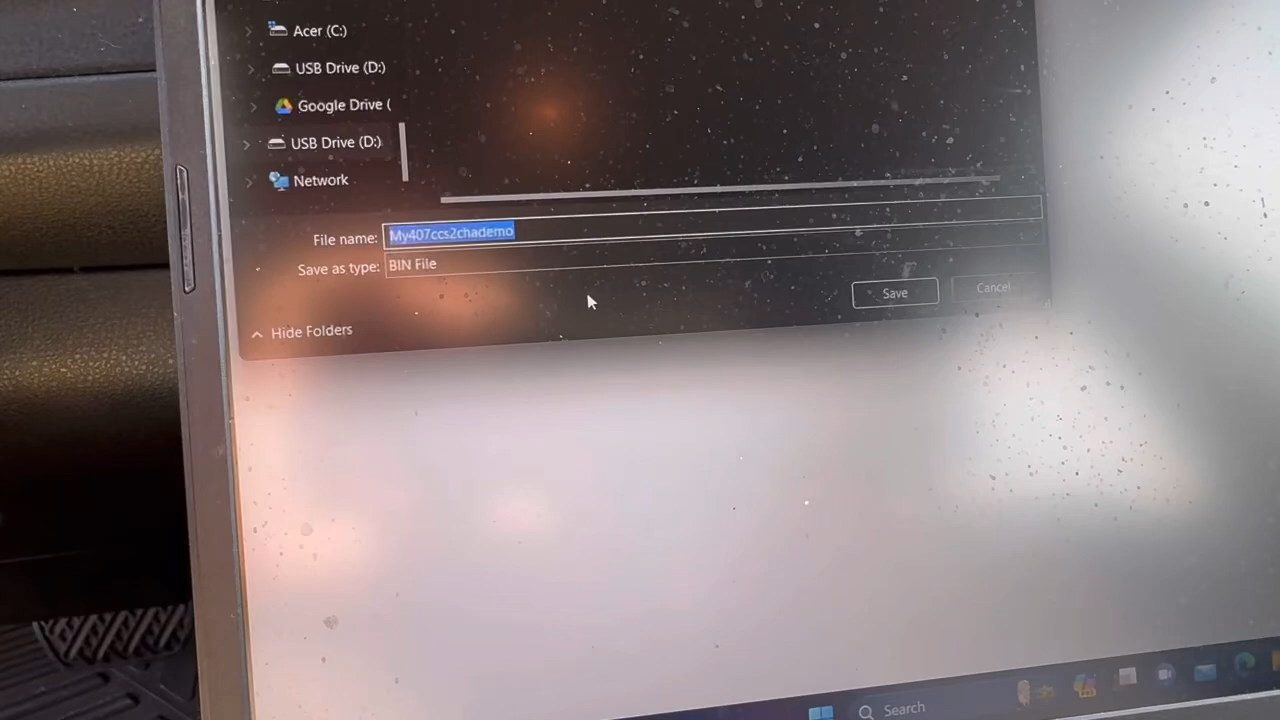 Acer (C:)
USB Drive (D:)
Google Drive (
USB Drive (D:)
Network
File name: My407ccs2chademo
Save as type: BIN File
Save
Cancel
Hide Folders
Search